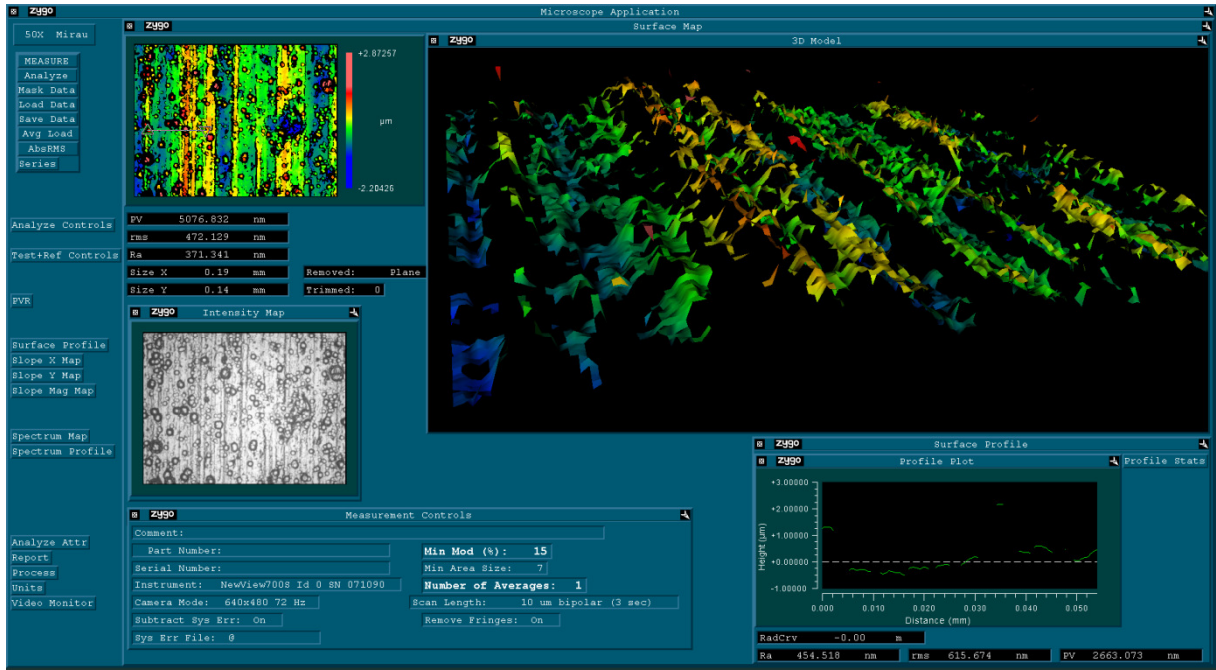 zygo Microscope Application
50X Mirau
MEASURE
Analyze
Mask Data
Load Data
Save Data
Avg Load
AbsRMS
Series
Analyze Controls
Test+Ref Controls
PVR
Surface Profile
Slope X Map
Slope Y Map
Slope Mag Map
Spectrum Map
Spectrum Profile
Analyze Attr
Report
Process
Units
Video Monitor
zygo Surface Map
+2.87257
µm
-2.20426
PV 5076.832 nm
rms 472.129 nm
Ra 371.341 nm
Size X 0.19 mm
Size Y 0.14 mm
Removed: Plane
Trimmed: 0
zygo 3D Model
zygo Intensity Map
zygo Measurement Controls
Comment:
Part Number:
Serial Number:
Instrument: NewView7008 Id 0 SN 071090
Camera Mode: 640x480 72 Hz
Subtract Sys Err: On
Sys Err File: @
Min Mod (%): 15
Min Area Size: 7
Number of Averages: 1
Scan Length: 10 um bipolar (3 sec)
Remove Fringes: On
zygo Surface Profile
zygo Profile Plot
Profile Stats
+3.00000
+2.00000
+1.00000
+0.00000
-1.00000
Height (µm)
0.000 0.010 0.020 0.030 0.040 0.050
Distance (mm)
RadCrv -0.00 m
Ra 454.518 nm rms 615.674 nm PV 2663.073 nm